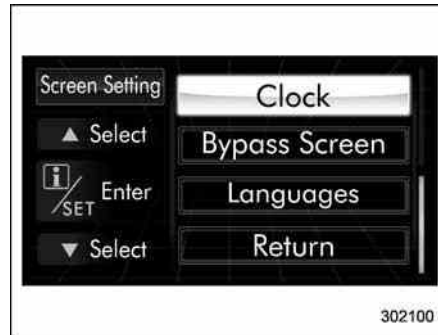 Screen Setting
Clock
▲ Select
Bypass Screen
i/SET Enter
Languages
▼ Select
Return
302100